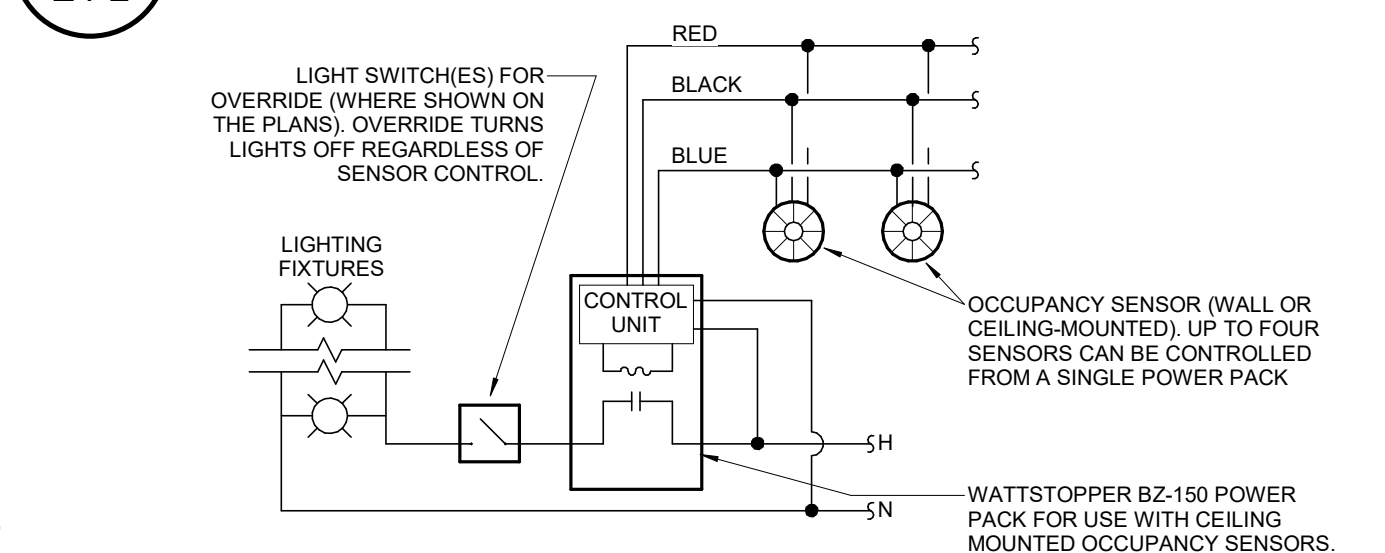 RED
LIGHT SWITCH(ES) FOR
OVERRIDE (WHERE SHOWN ON
THE PLANS). OVERRIDE TURNS
LIGHTS OFF REGARDLESS OF
SENSOR CONTROL.
BLACK
BLUE
LIGHTING
FIXTURES
CONTROL
UNIT
OCCUPANCY SENSOR (WALL OR
CEILING-MOUNTED). UP TO FOUR
SENSORS CAN BE CONTROLLED
FROM A SINGLE POWER PACK
H
N
WATTSTOPPER BZ-150 POWER
PACK FOR USE WITH CEILING
MOUNTED OCCUPANCY SENSORS.